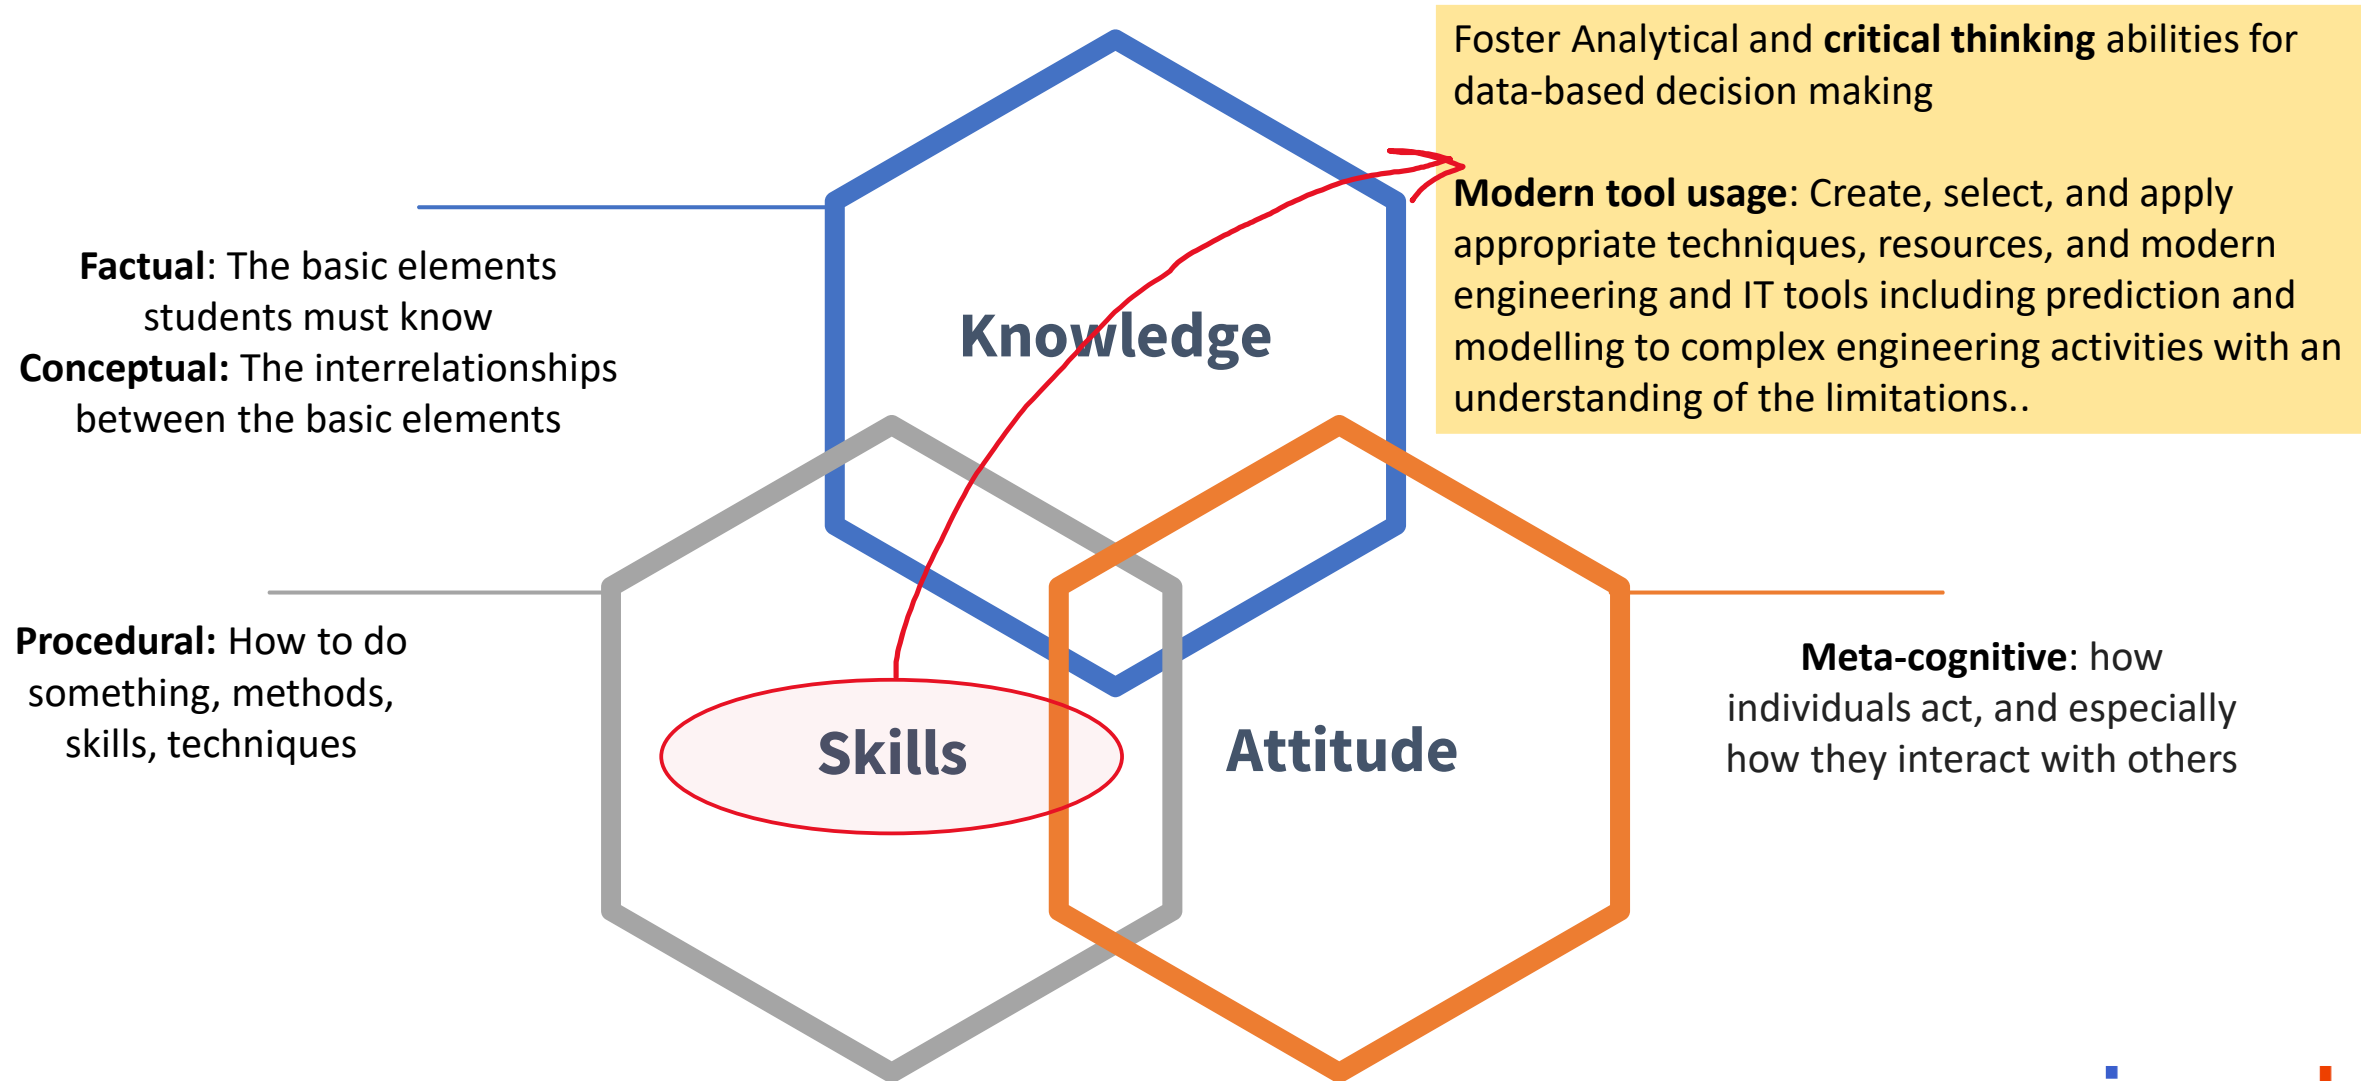 Foster Analytical and critical thinking abilities for
data-based decision making
Modern tool usage: Create, select, and apply
appropriate techniques, resources, and modern
engineering and IT tools including prediction and
modelling to complex engineering activities with an
understanding of the limitations..
Factual: The basic elements
students must know
Conceptual: The interrelationships
between the basic elements
Knowledge
Procedural: How to do
something, methods,
skills, techniques
Skills
Attitude
Meta-cognitive: how
individuals act, and especially
how they interact with others